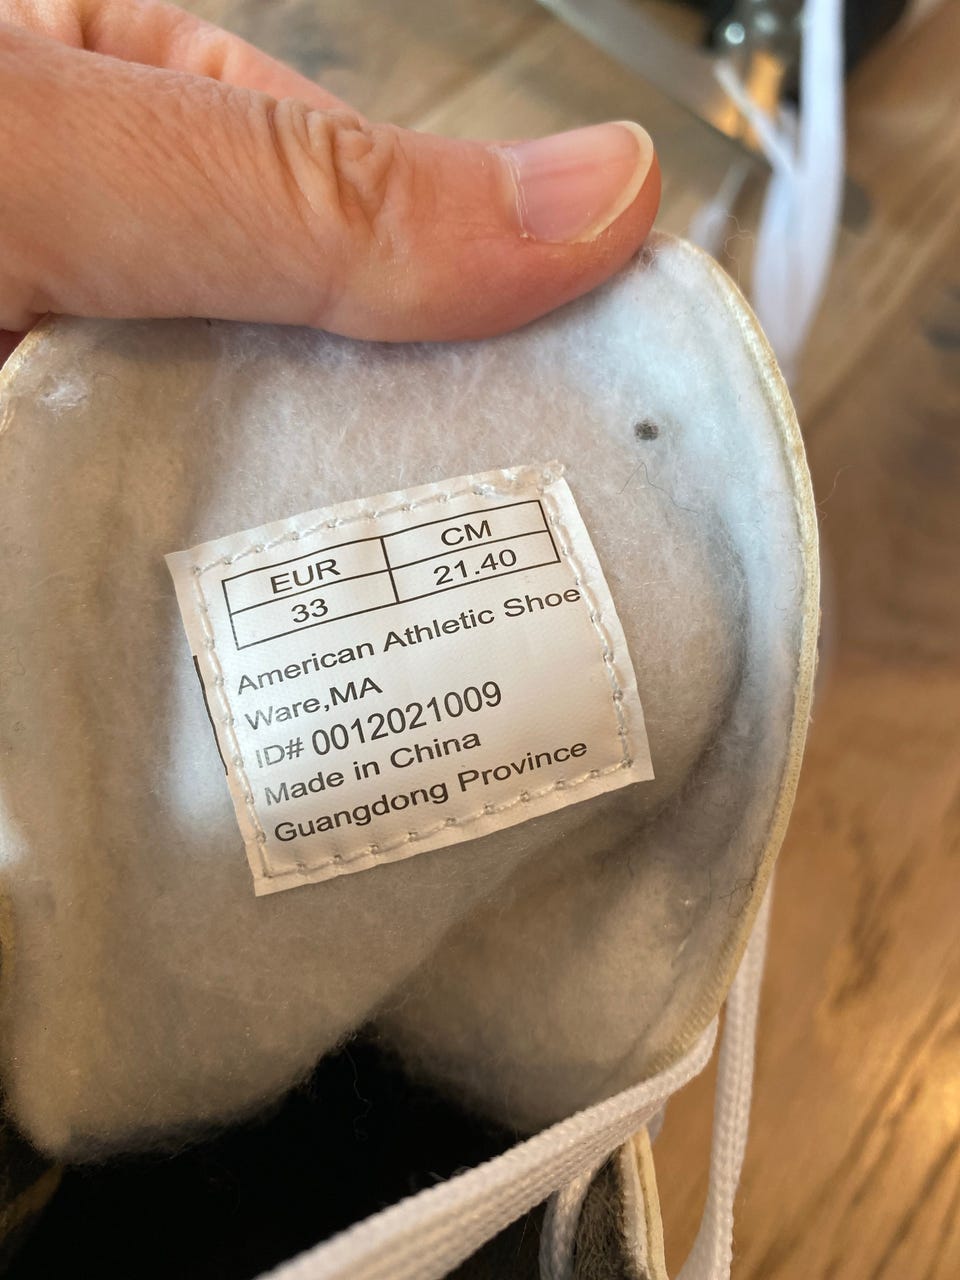 EUR CM
33 21.40
American Athletic Shoe
Ware,MA
ID# 0012021009
Made in China
Guangdong Province